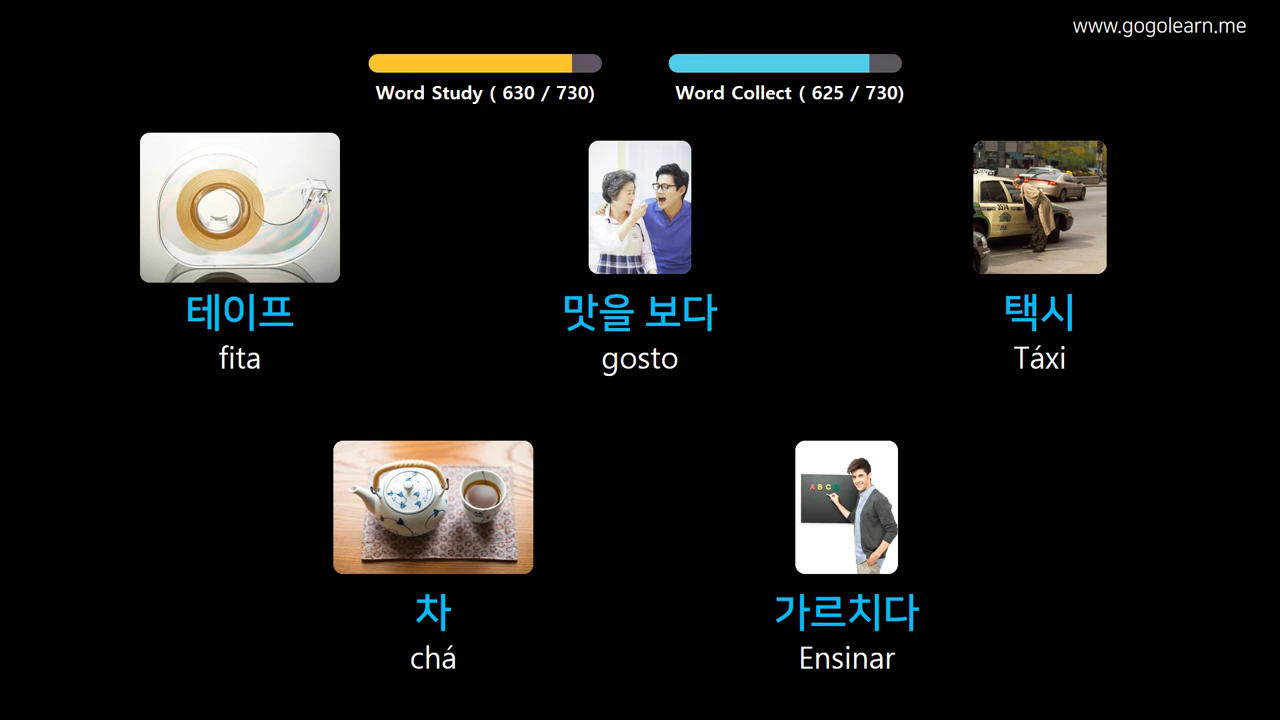 www.gogolearn.me
Word Study ( 630 / 730)
Word Collect ( 625 / 730)
테이프
fita
맛을 보다
gosto
택시
Táxi
차
chá
가르치다
Ensinar